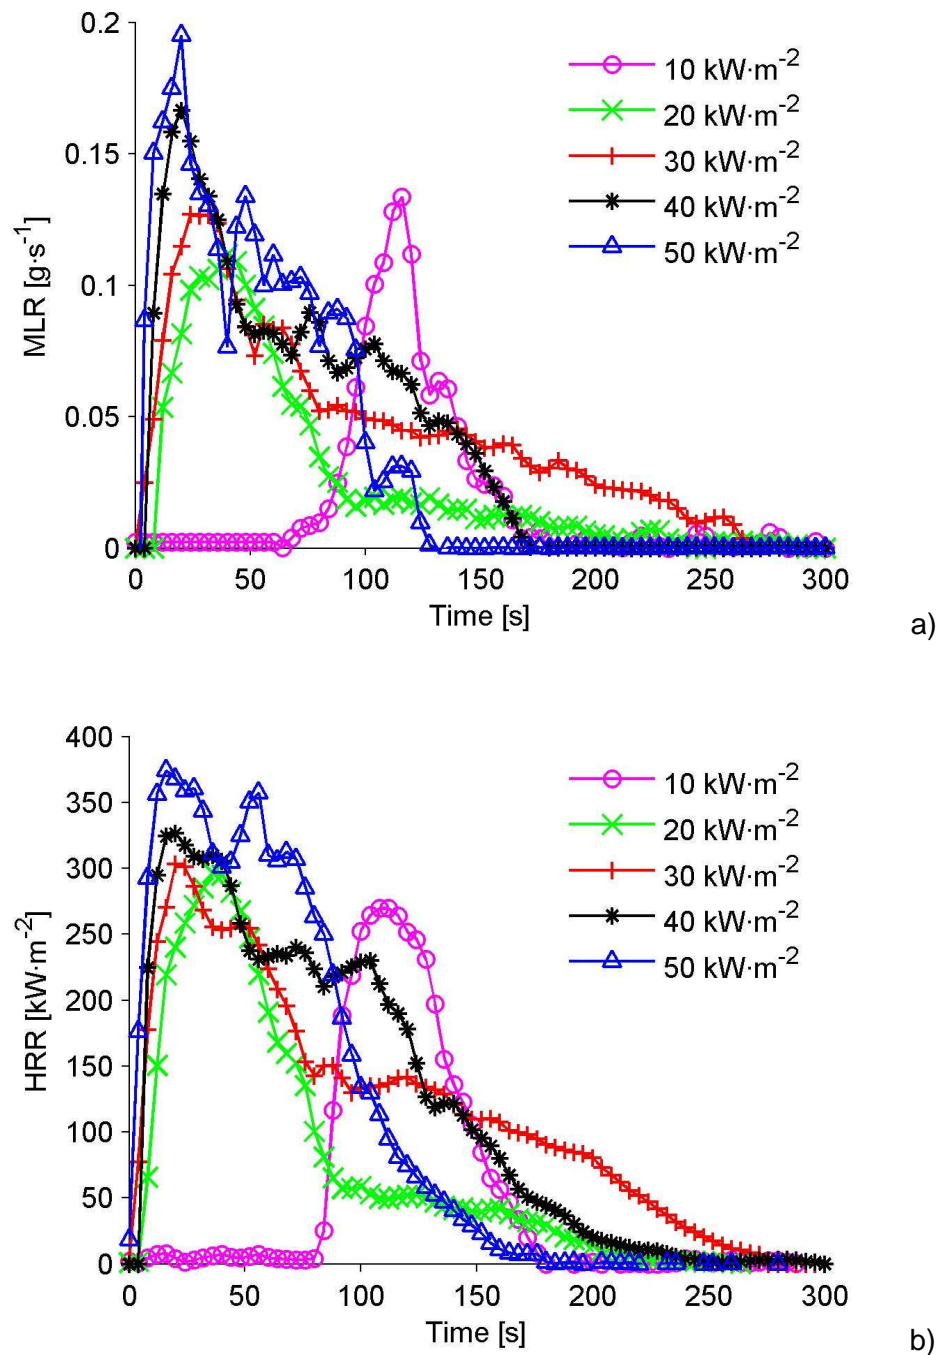 0.2
0.15
0.1
0.05
0
MLR [g·s⁻¹]
10 kW·m⁻²
20 kW·m⁻²
30 kW·m⁻²
40 kW·m⁻²
50 kW·m⁻²
0 50 100 150 200 250 300
Time [s]
a)
400
350
300
250
200
150
100
50
0
HRR [kW·m⁻²]
10 kW·m⁻²
20 kW·m⁻²
30 kW·m⁻²
40 kW·m⁻²
50 kW·m⁻²
0 50 100 150 200 250 300
Time [s]
b)